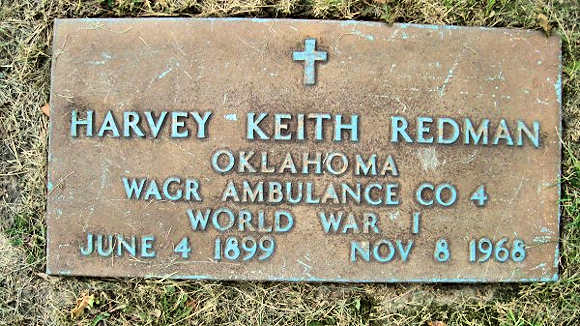 HARVEY KEITH REDMAN
OKLAHOMA
WAGR AMBULANCE CO 4
WORLD WAR I
JUNE 4 1899 NOV 8 1968